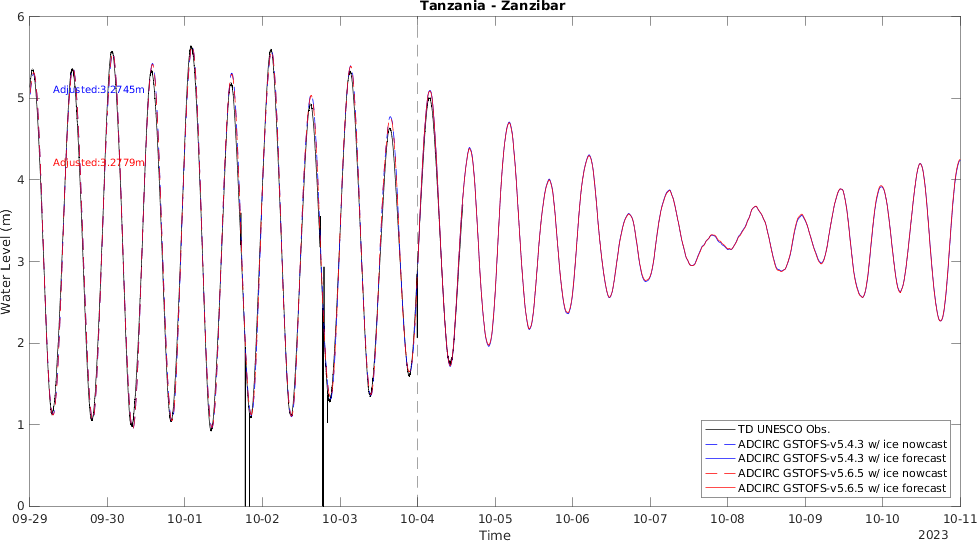 Tanzania - Zanzibar
6
5
4
3
2
1
0
Water Level (m)
Adjusted:3.2745m
Adjusted:3.2779m
TD UNESCO Obs.
ADCIRC GSTOFS-v5.4.3 w/ ice nowcast
ADCIRC GSTOFS-v5.4.3 w/ ice forecast
ADCIRC GSTOFS-v5.6.5 w/ ice nowcast
ADCIRC GSTOFS-v5.6.5 w/ ice forecast
09-29 09-30 10-01 10-02 10-03 10-04 10-05 10-06 10-07 10-08 10-09 10-10 10-11
Time
2023